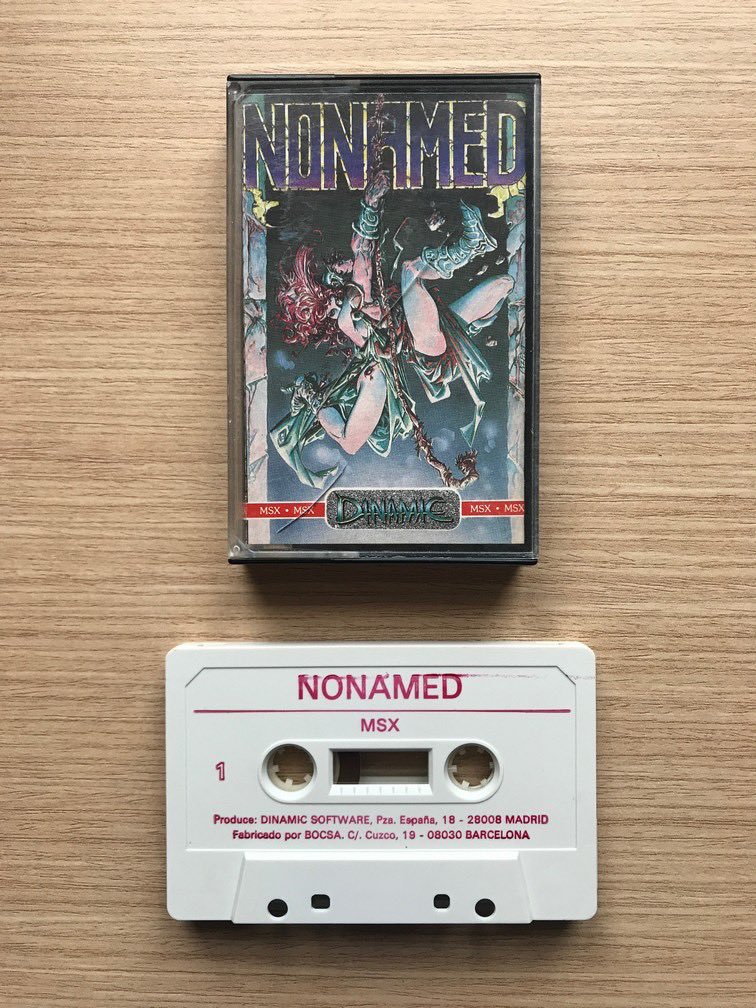 NONAMED
MSX • MSX
DINAMIC
MSX • MSX
NONAMED
MSX
1
Produce: DINAMIC SOFTWARE, Pza. España, 18 - 28008 MADRID
Fabricado por BOCSA. C/. Cuzco, 19 - 08030 BARCELONA